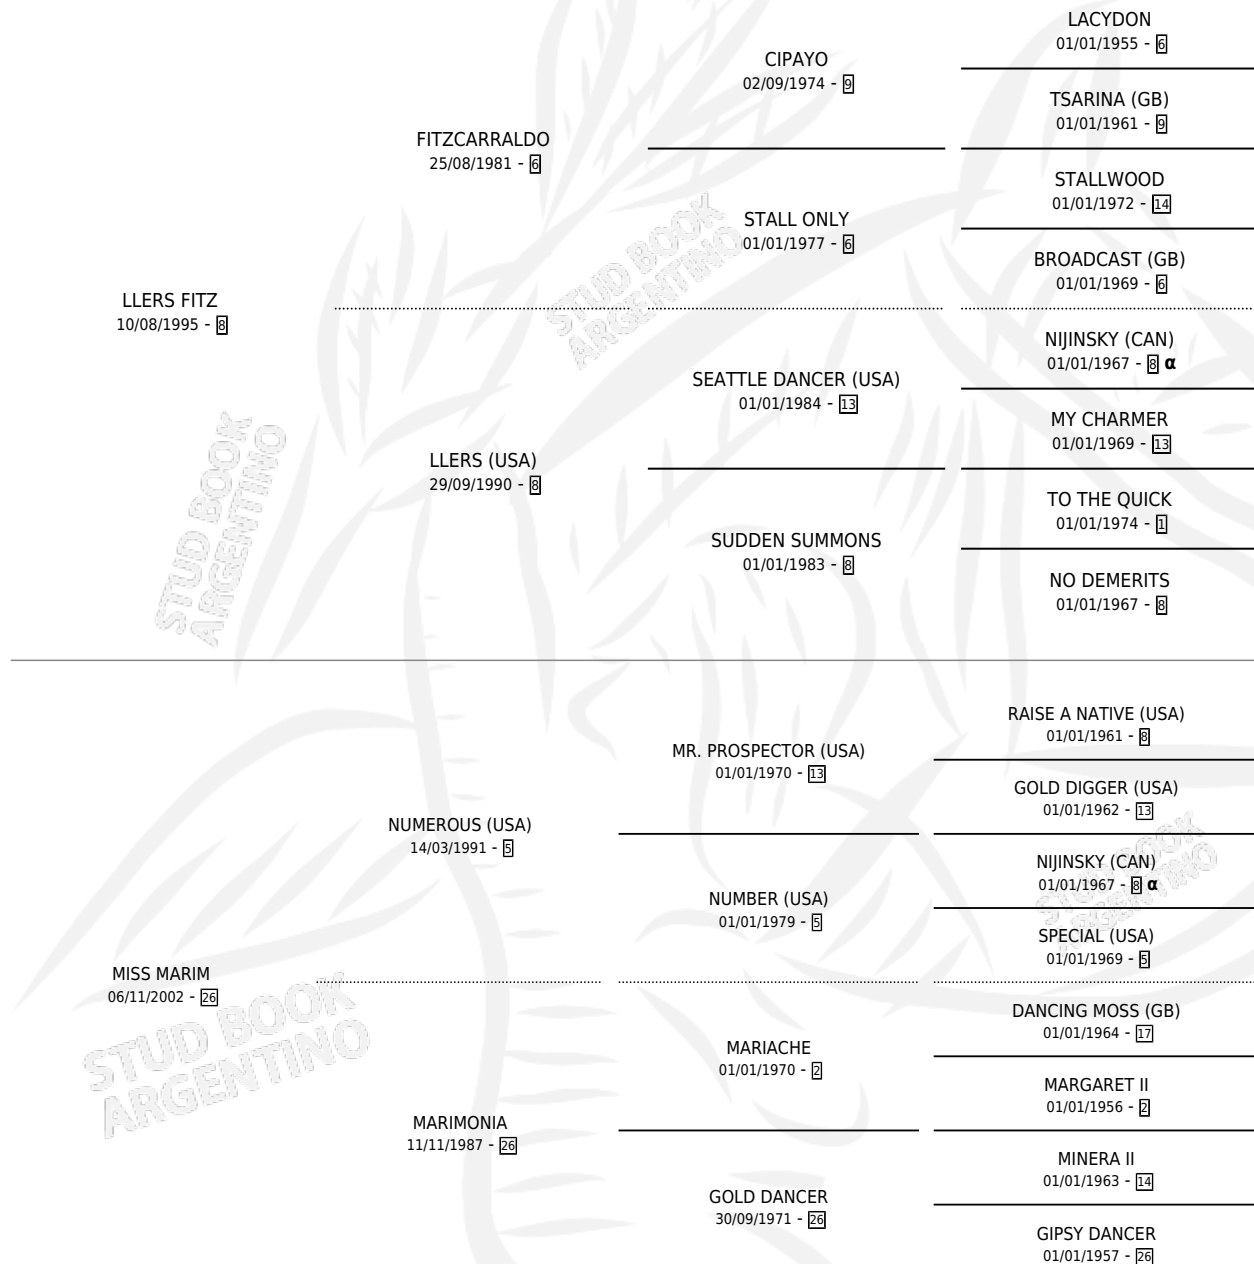 LACYDON
01/01/1955 - 6
CIPAYO
02/09/1974 - 9
TSARINA (GB)
01/01/1961 - 9
FITZCARRALDO
25/08/1981 - 6
STALLWOOD
01/01/1972 - 14
STALL ONLY
01/01/1977 - 6
BROADCAST (GB)
01/01/1969 - 6
STUD BOOK
ARGENTINO
LLERS FITZ
10/08/1995 - 8
NIJINSKY (CAN)
01/01/1967 - 8 α
SEATTLE DANCER (USA)
01/01/1984 - 13
MY CHARMER
01/01/1969 - 13
LLERS (USA)
29/09/1990 - 8
TO THE QUICK
01/01/1974 - 1
SUDDEN SUMMONS
01/01/1983 - 8
NO DEMERITS
01/01/1967 - 8
STUD BOOK
ARGENTINO
RAISE A NATIVE (USA)
01/01/1961 - 8
MR. PROSPECTOR (USA)
01/01/1970 - 13
GOLD DIGGER (USA)
01/01/1962 - 13
NUMEROUS (USA)
14/03/1991 - 5
NIJINSKY (CAN)
01/01/1967 - 8 α
NUMBER (USA)
01/01/1979 - 5
SPECIAL (USA)
01/01/1969 - 5
STUD BOOK
ARGENTINO
MISS MARIM
06/11/2002 - 26
DANCING MOSS (GB)
01/01/1964 - 17
MARIACHE
01/01/1970 - 2
MARGARET II
01/01/1956 - 2
MARIMONIA
11/11/1987 - 26
MINERA II
01/01/1963 - 14
GOLD DANCER
30/09/1971 - 26
GIPSY DANCER
01/01/1957 - 26
STUD BOOK
ARGENTINO